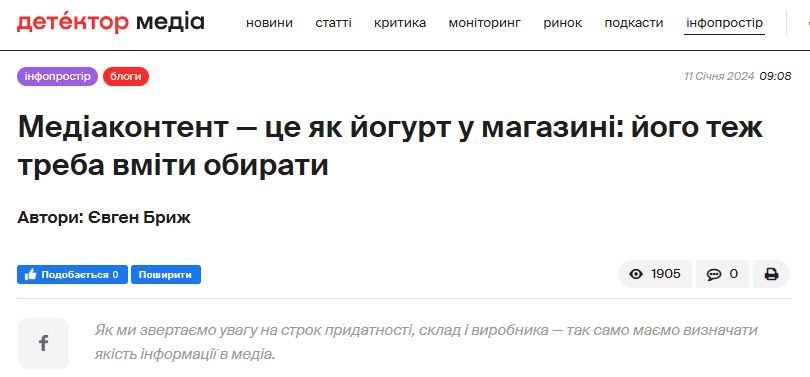 дете́ктор медіа
новини статті критика моніторинг ринок подкасти інфопростір
інфопростір блоги 11 Січня 2024 09:08
Медіаконтент — це як йогурт у магазині: його теж
треба вміти обирати
Автори: Євген Бриж
Подобається 0 Поширити 1905 0
Як ми звертаємо увагу на строк придатності, склад і виробника — так само маємо визначати
якість інформації в медіа.